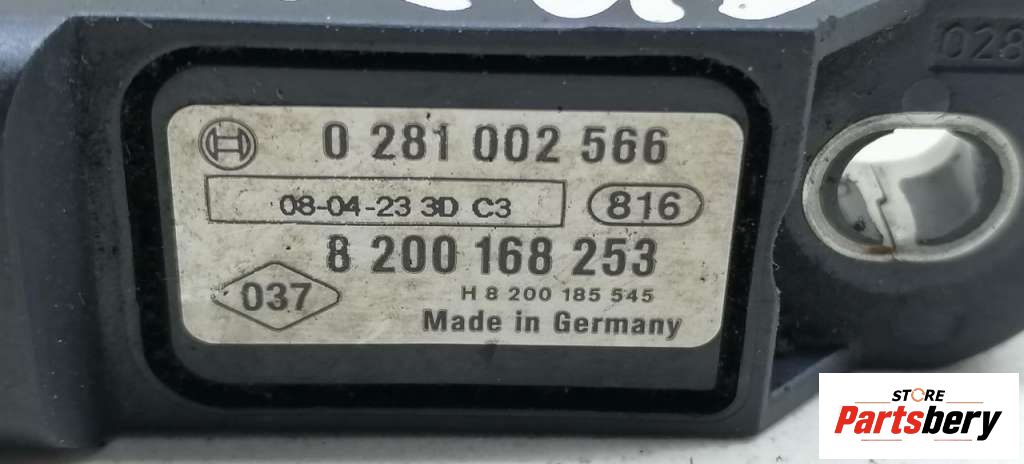 028
0 281 002 566
08-04-23 3D C3
816
8 200 168 253
037
H 8 200 185 545
Made in Germany
STORE
Partsbery